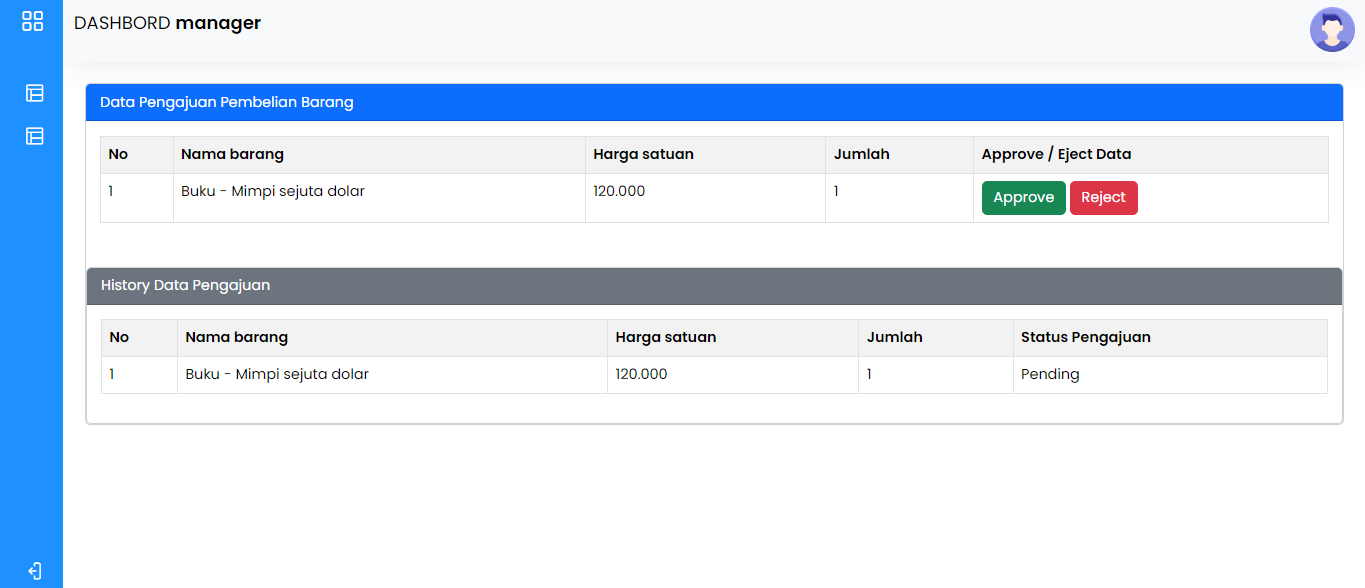 DASHBORD manager
Data Pengajuan Pembelian Barang
No Nama barang Harga satuan Jumlah Approve / Eject Data
1 Buku - Mimpi sejuta dolar 120.000 1 Approve Reject
History Data Pengajuan
No Nama barang Harga satuan Jumlah Status Pengajuan
1 Buku - Mimpi sejuta dolar 120.000 1 Pending